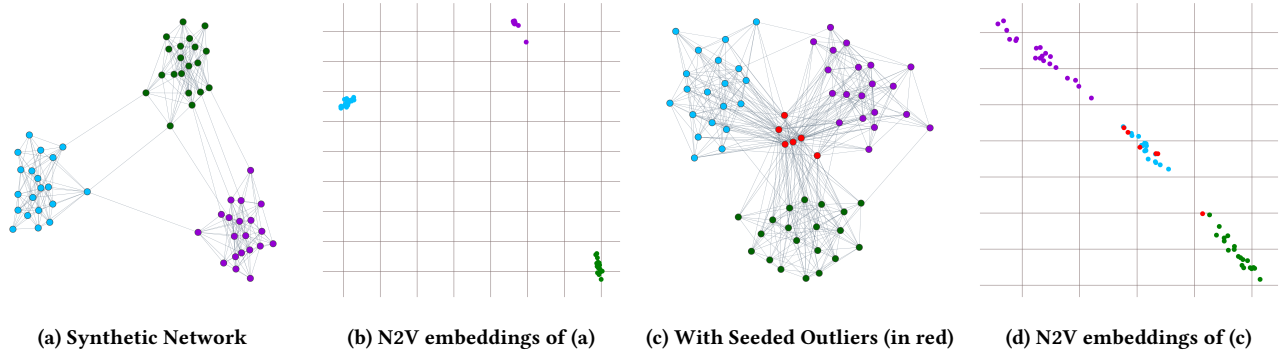 (a) Synthetic Network
(b) N2V embeddings of (a)
(c) With Seeded Outliers (in red)
(d) N2V embeddings of (c)